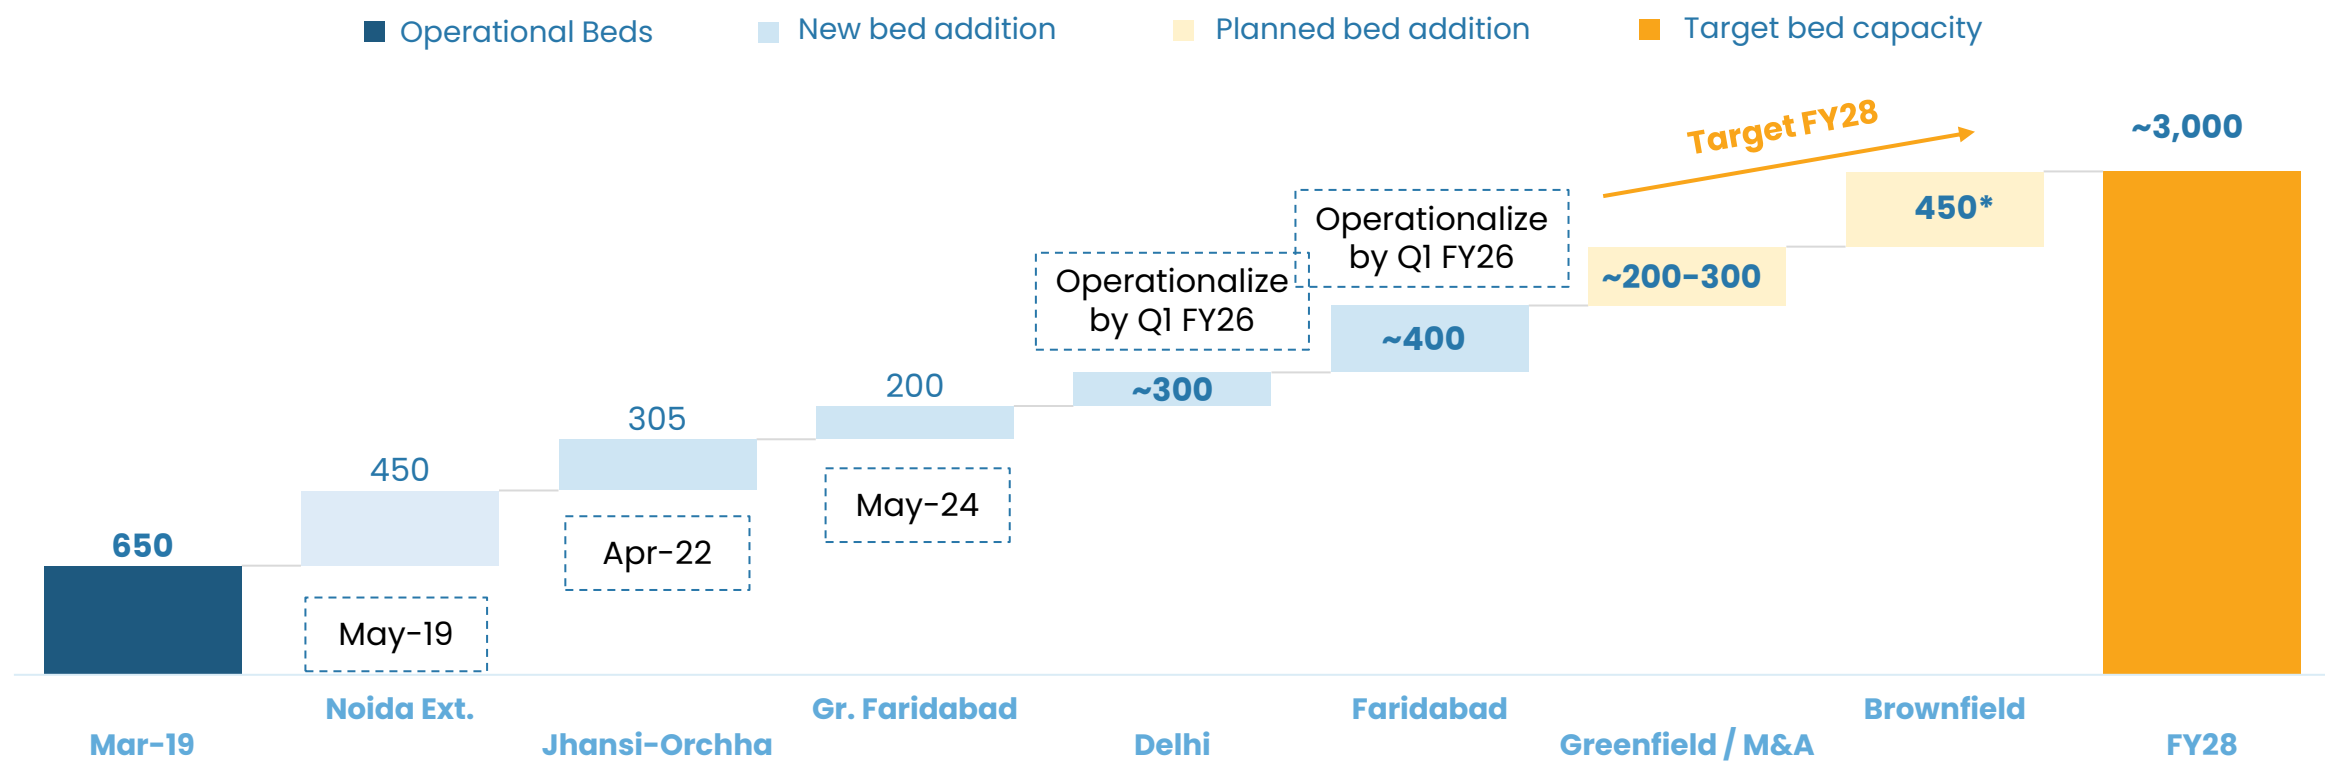 Operational Beds
New bed addition
Planned bed addition
Target bed capacity
Target FY28
~3,000
450*
Operationalize
by Q1 FY26
~200-300
Operationalize
by Q1 FY26
~400
~300
200
305
450
650
May-24
Apr-22
May-19
Noida Ext.
Gr. Faridabad
Faridabad
Brownfield
Mar-19
Jhansi-Orchha
Delhi
Greenfield / M&A
FY28